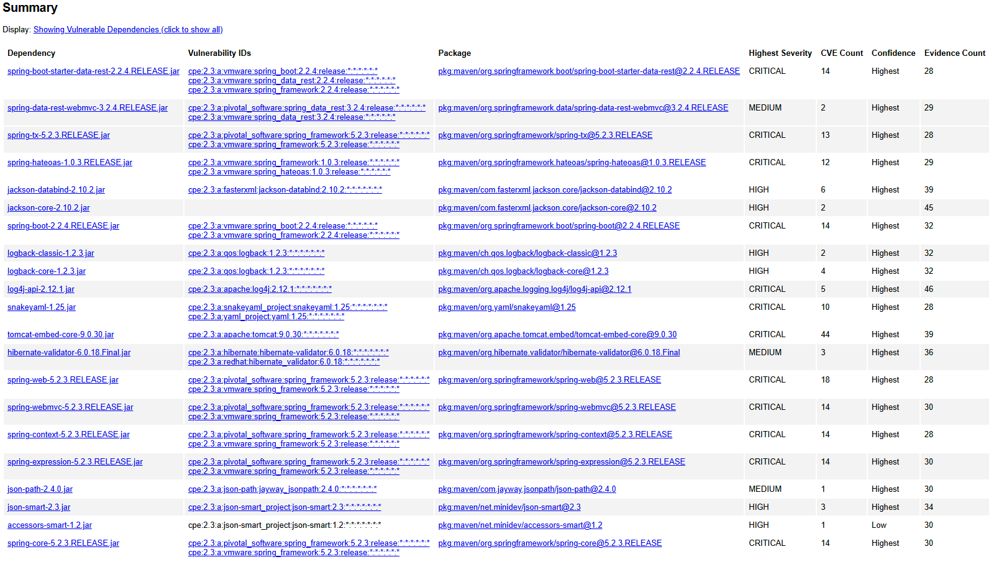 Summary
Display: Showing Vulnerable Dependencies (click to show all)
Dependency Vulnerability IDs Package Highest Severity CVE Count Confidence Evidence Count
spring-boot-starter-data-rest-2.2.4.RELEASE.jar cpe:2.3:a:vmware:spring_boot:2.2.4:release:*:*:*:*:*:* pkg:maven/org.springframework.boot/spring-boot-starter-data-rest@2.2.4.RELEASE CRITICAL 14 Highest 28
cpe:2.3:a:vmware:spring_data_rest:2.2.4:release:*:*:*:*:*:*
cpe:2.3:a:vmware:spring_framework:2.2.4:release:*:*:*:*:*:*
spring-data-rest-webmvc-3.2.4.RELEASE.jar cpe:2.3:a:pivotal_software:spring_data_rest:3.2.4:release:*:*:*:*:*:* pkg:maven/org.springframework.data/spring-data-rest-webmvc@3.2.4.RELEASE MEDIUM 2 Highest 29
cpe:2.3:a:vmware:spring_data_rest:3.2.4:release:*:*:*:*:*:*
spring-tx-5.2.3.RELEASE.jar cpe:2.3:a:pivotal_software:spring_framework:5.2.3:release:*:*:*:*:*:* pkg:maven/org.springframework/spring-tx@5.2.3.RELEASE CRITICAL 13 Highest 28
cpe:2.3:a:vmware:spring_framework:5.2.3:release:*:*:*:*:*:*
spring-hateoas-1.0.3.RELEASE.jar cpe:2.3:a:vmware:spring_framework:1.0.3:release:*:*:*:*:*:* pkg:maven/org.springframework.hateoas/spring-hateoas@1.0.3.RELEASE CRITICAL 12 Highest 29
cpe:2.3:a:vmware:spring_hateoas:1.0.3:release:*:*:*:*:*:*
jackson-databind-2.10.2.jar cpe:2.3:a:fasterxml:jackson-databind:2.10.2:*:*:*:*:*:*:* pkg:maven/com.fasterxml.jackson.core/jackson-databind@2.10.2 HIGH 6 Highest 39
jackson-core-2.10.2.jar pkg:maven/com.fasterxml.jackson.core/jackson-core@2.10.2 HIGH 2 45
spring-boot-2.2.4.RELEASE.jar cpe:2.3:a:vmware:spring_boot:2.2.4:release:*:*:*:*:*:* pkg:maven/org.springframework.boot/spring-boot@2.2.4.RELEASE CRITICAL 14 Highest 32
cpe:2.3:a:vmware:spring_framework:2.2.4:release:*:*:*:*:*:*
logback-classic-1.2.3.jar cpe:2.3:a:qos:logback:1.2.3:*:*:*:*:*:*:* pkg:maven/ch.qos.logback/logback-classic@1.2.3 HIGH 2 Highest 32
logback-core-1.2.3.jar cpe:2.3:a:qos:logback:1.2.3:*:*:*:*:*:*:* pkg:maven/ch.qos.logback/logback-core@1.2.3 HIGH 4 Highest 32
log4j-api-2.12.1.jar cpe:2.3:a:apache:log4j:2.12.1:*:*:*:*:*:*:* pkg:maven/org.apache.logging.log4j/log4j-api@2.12.1 CRITICAL 5 Highest 46
snakeyaml-1.25.jar cpe:2.3:a:snakeyaml_project:snakeyaml:1.25:*:*:*:*:*:*:* pkg:maven/org.yaml/snakeyaml@1.25 CRITICAL 10 Highest 28
cpe:2.3:a:yaml_project:yaml:1.25:*:*:*:*:*:*:*
tomcat-embed-core-9.0.30.jar cpe:2.3:a:apache:tomcat:9.0.30:*:*:*:*:*:*:* pkg:maven/org.apache.tomcat.embed/tomcat-embed-core@9.0.30 CRITICAL 44 Highest 39
hibernate-validator-6.0.18.Final.jar cpe:2.3:a:hibernate:hibernate-validator:6.0.18:*:*:*:*:*:*:* pkg:maven/org.hibernate.validator/hibernate-validator@6.0.18.Final MEDIUM 3 Highest 36
cpe:2.3:a:redhat:hibernate_validator:6.0.18:*:*:*:*:*:*:*
spring-web-5.2.3.RELEASE.jar cpe:2.3:a:pivotal_software:spring_framework:5.2.3:release:*:*:*:*:*:* pkg:maven/org.springframework/spring-web@5.2.3.RELEASE CRITICAL 18 Highest 28
cpe:2.3:a:vmware:spring_framework:5.2.3:release:*:*:*:*:*:*
spring-webmvc-5.2.3.RELEASE.jar cpe:2.3:a:pivotal_software:spring_framework:5.2.3:release:*:*:*:*:*:* pkg:maven/org.springframework/spring-webmvc@5.2.3.RELEASE CRITICAL 14 Highest 30
cpe:2.3:a:vmware:spring_framework:5.2.3:release:*:*:*:*:*:*
spring-context-5.2.3.RELEASE.jar cpe:2.3:a:pivotal_software:spring_framework:5.2.3:release:*:*:*:*:*:* pkg:maven/org.springframework/spring-context@5.2.3.RELEASE CRITICAL 14 Highest 28
cpe:2.3:a:vmware:spring_framework:5.2.3:release:*:*:*:*:*:*
spring-expression-5.2.3.RELEASE.jar cpe:2.3:a:pivotal_software:spring_framework:5.2.3:release:*:*:*:*:*:* pkg:maven/org.springframework/spring-expression@5.2.3.RELEASE CRITICAL 14 Highest 30
cpe:2.3:a:vmware:spring_framework:5.2.3:release:*:*:*:*:*:*
json-path-2.4.0.jar cpe:2.3:a:json-path:jayway_jsonpath:2.4.0:*:*:*:*:*:*:* pkg:maven/com.jayway.jsonpath/json-path@2.4.0 MEDIUM 1 Highest 30
json-smart-2.3.jar cpe:2.3:a:json-smart_project:json-smart:2.3:*:*:*:*:*:*:* pkg:maven/net.minidev/json-smart@2.3 HIGH 3 Highest 34
accessors-smart-1.2.jar cpe:2.3:a:json-smart_project:json-smart:1.2:*:*:*:*:*:*:* pkg:maven/net.minidev/accessors-smart@1.2 HIGH 1 Low 30
spring-core-5.2.3.RELEASE.jar cpe:2.3:a:pivotal_software:spring_framework:5.2.3:release:*:*:*:*:*:* pkg:maven/org.springframework/spring-core@5.2.3.RELEASE CRITICAL 14 Highest 30
cpe:2.3:a:vmware:spring_framework:5.2.3:release:*:*:*:*:*:*